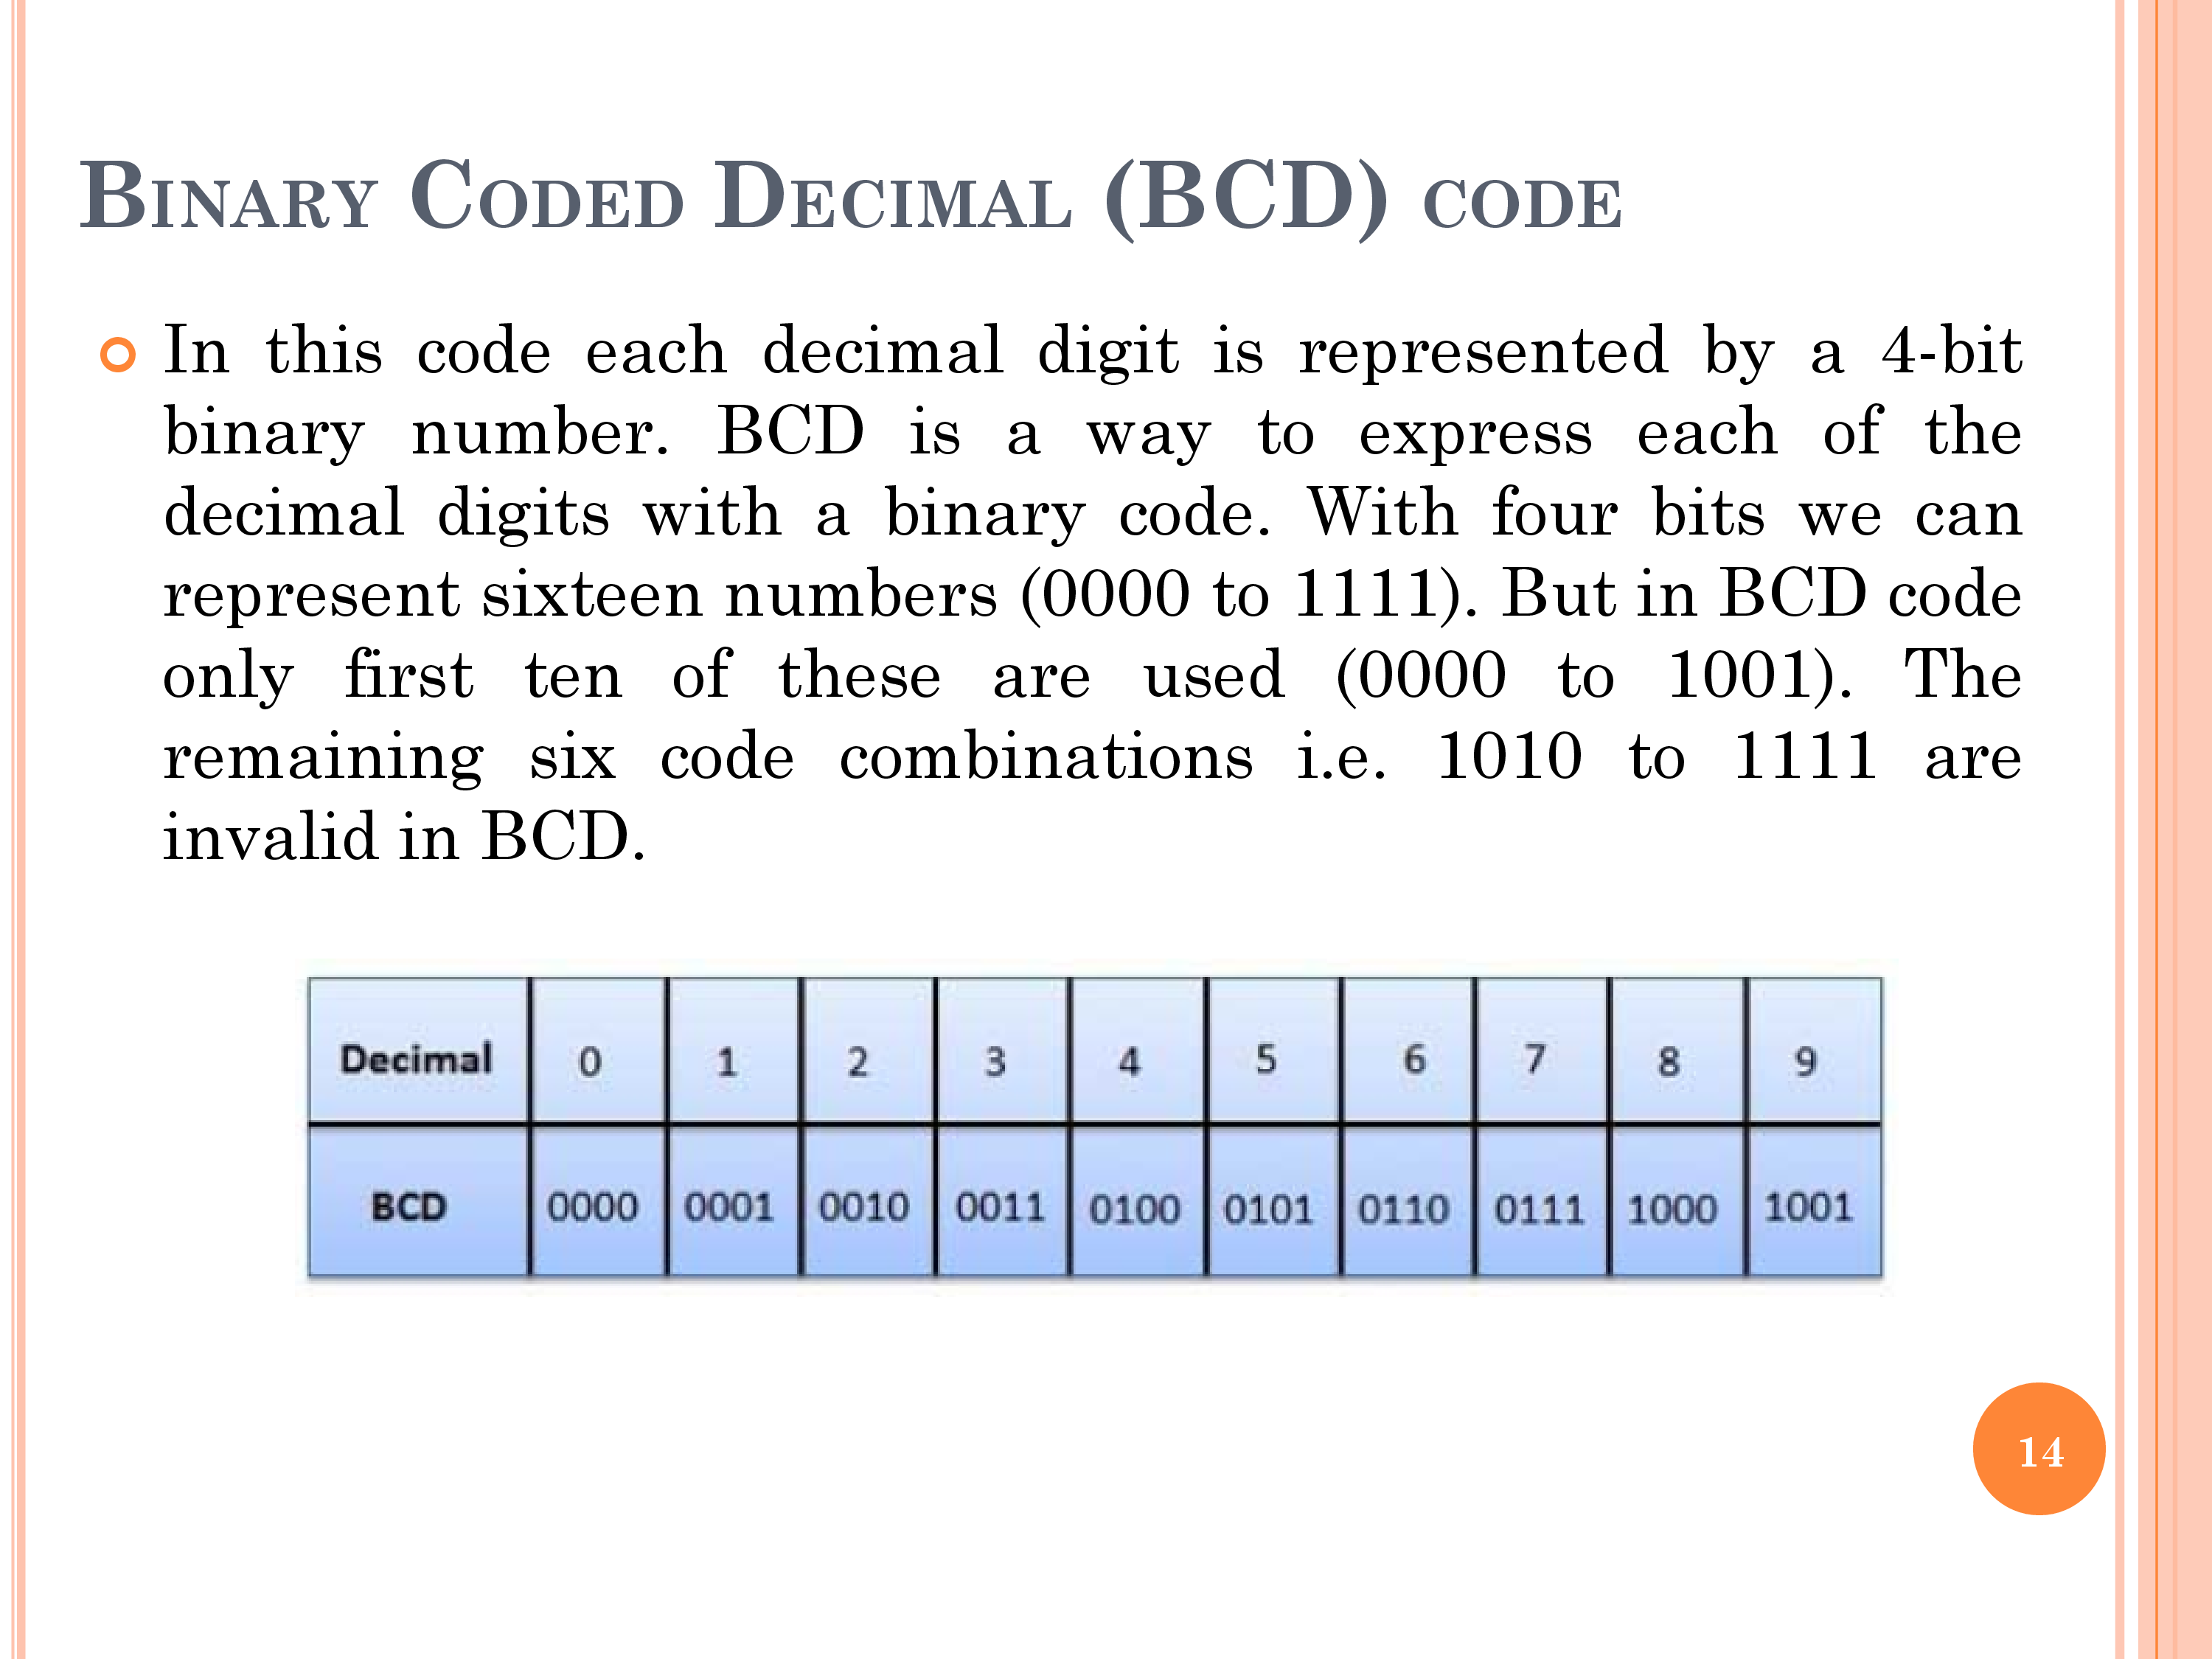 Binary Coded Decimal (BCD) code
In this code each decimal digit is represented by a 4-bit
binary number. BCD is a way to express each of the
decimal digits with a binary code. With four bits we can
represent sixteen numbers (0000 to 1111). But in BCD code
only first ten of these are used (0000 to 1001). The
remaining six code combinations i.e. 1010 to 1111 are
invalid in BCD.
Decimal 0 1 2 3 4 5 6 7 8 9
BCD 0000 0001 0010 0011 0100 0101 0110 0111 1000 1001
14